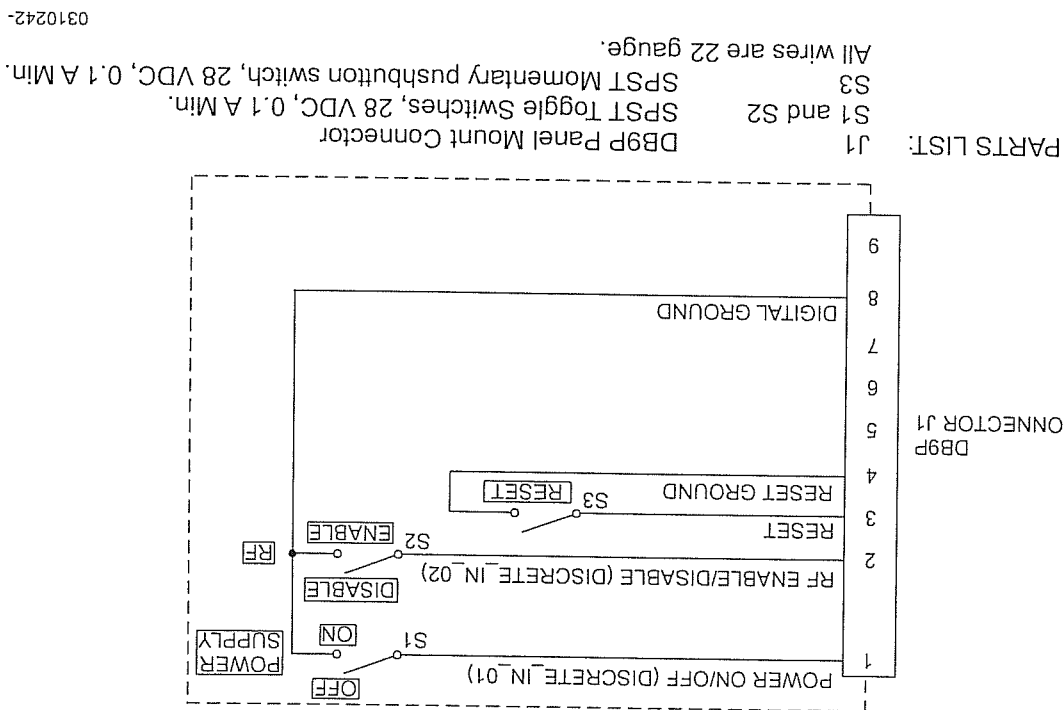 OFF
POWER ON/OFF (DISCRETE_IN_01)
1
S1
ON
POWER
SUPPLY
DISABLE
RF ENABLE/DISABLE (DISCRETE_IN_02)
2
S2
ENABLE
RF
RESET
3
S3
RESET
RESET GROUND
4
DB9P
ONNECTOR J1
5
6
7
DIGITAL GROUND
8
9
PARTS LIST: J1 DB9P Panel Mount Connector
S1 and S2 SPST Toggle Switches, 28 VDC, 0.1 A Min.
S3 SPST Momentary pushbutton switch, 28 VDC, 0.1 A Min.
All wires are 22 gauge.
0310242-